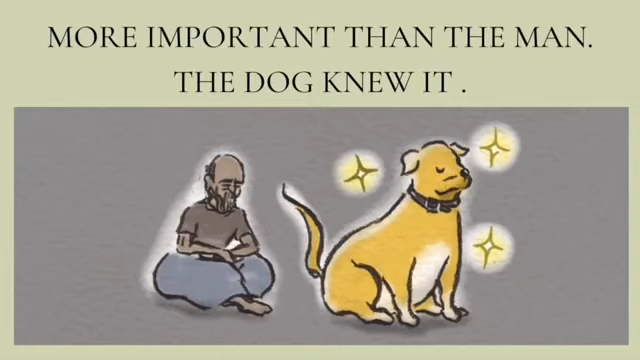 MORE IMPORTANT THAN THE MAN.
THE DOG KNEW IT .